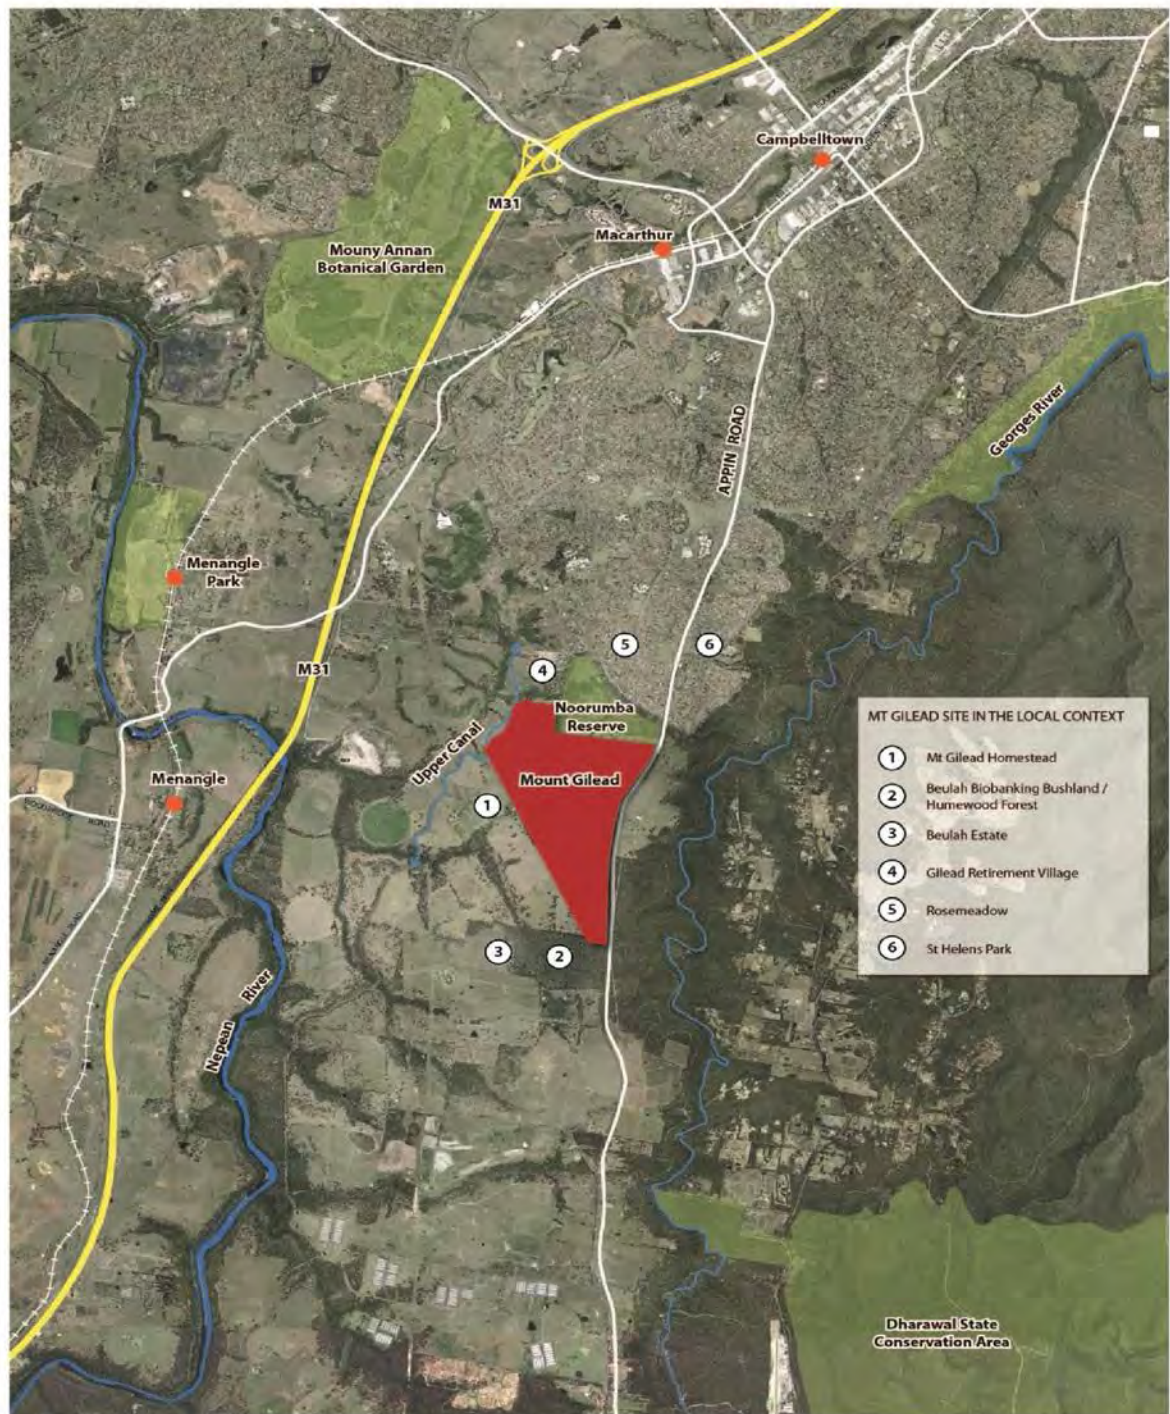 Campbelltown
M31
Macarthur
Mouny Annan
Botanical Garden
Georges River
APPIN ROAD
Menangle
Park
5
6
M31
4
Noorumba
Reserve
Upper Canal
Mount Gilead
Menangle
1
3
2
Nepean
River
MT GILEAD SITE IN THE LOCAL CONTEXT
1 Mt Gilead Homestead
2 Beulah Biobanking Bushland /
Humewood Forest
3 Beulah Estate
4 Gilead Retirement Village
5 Rosemeadow
6 St Helens Park
Dharawal State
Conservation Area